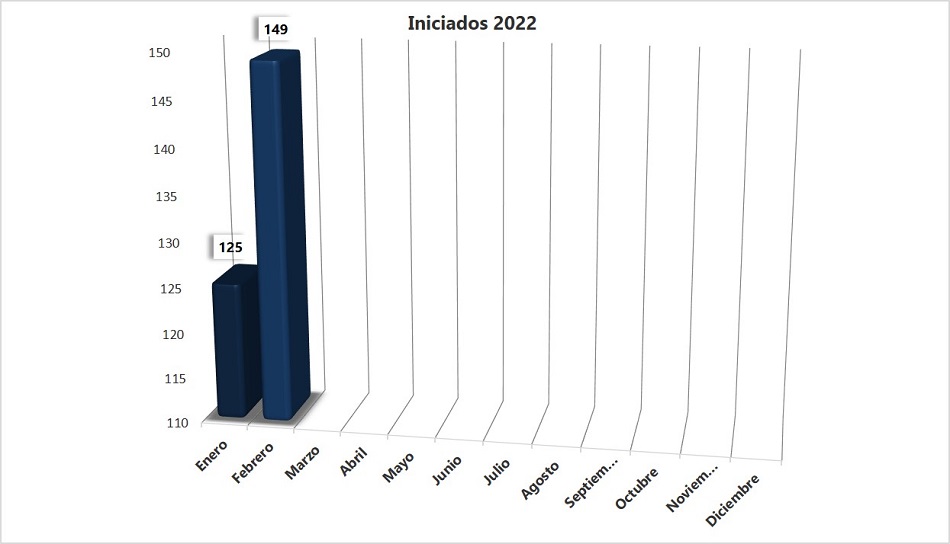 Iniciados 2022
149
125
150
145
140
135
130
125
120
115
110
Enero
Febrero
Marzo
Abril
Mayo
Junio
Julio
Agosto
Septiem...
Octubre
Noviem...
Diciembre